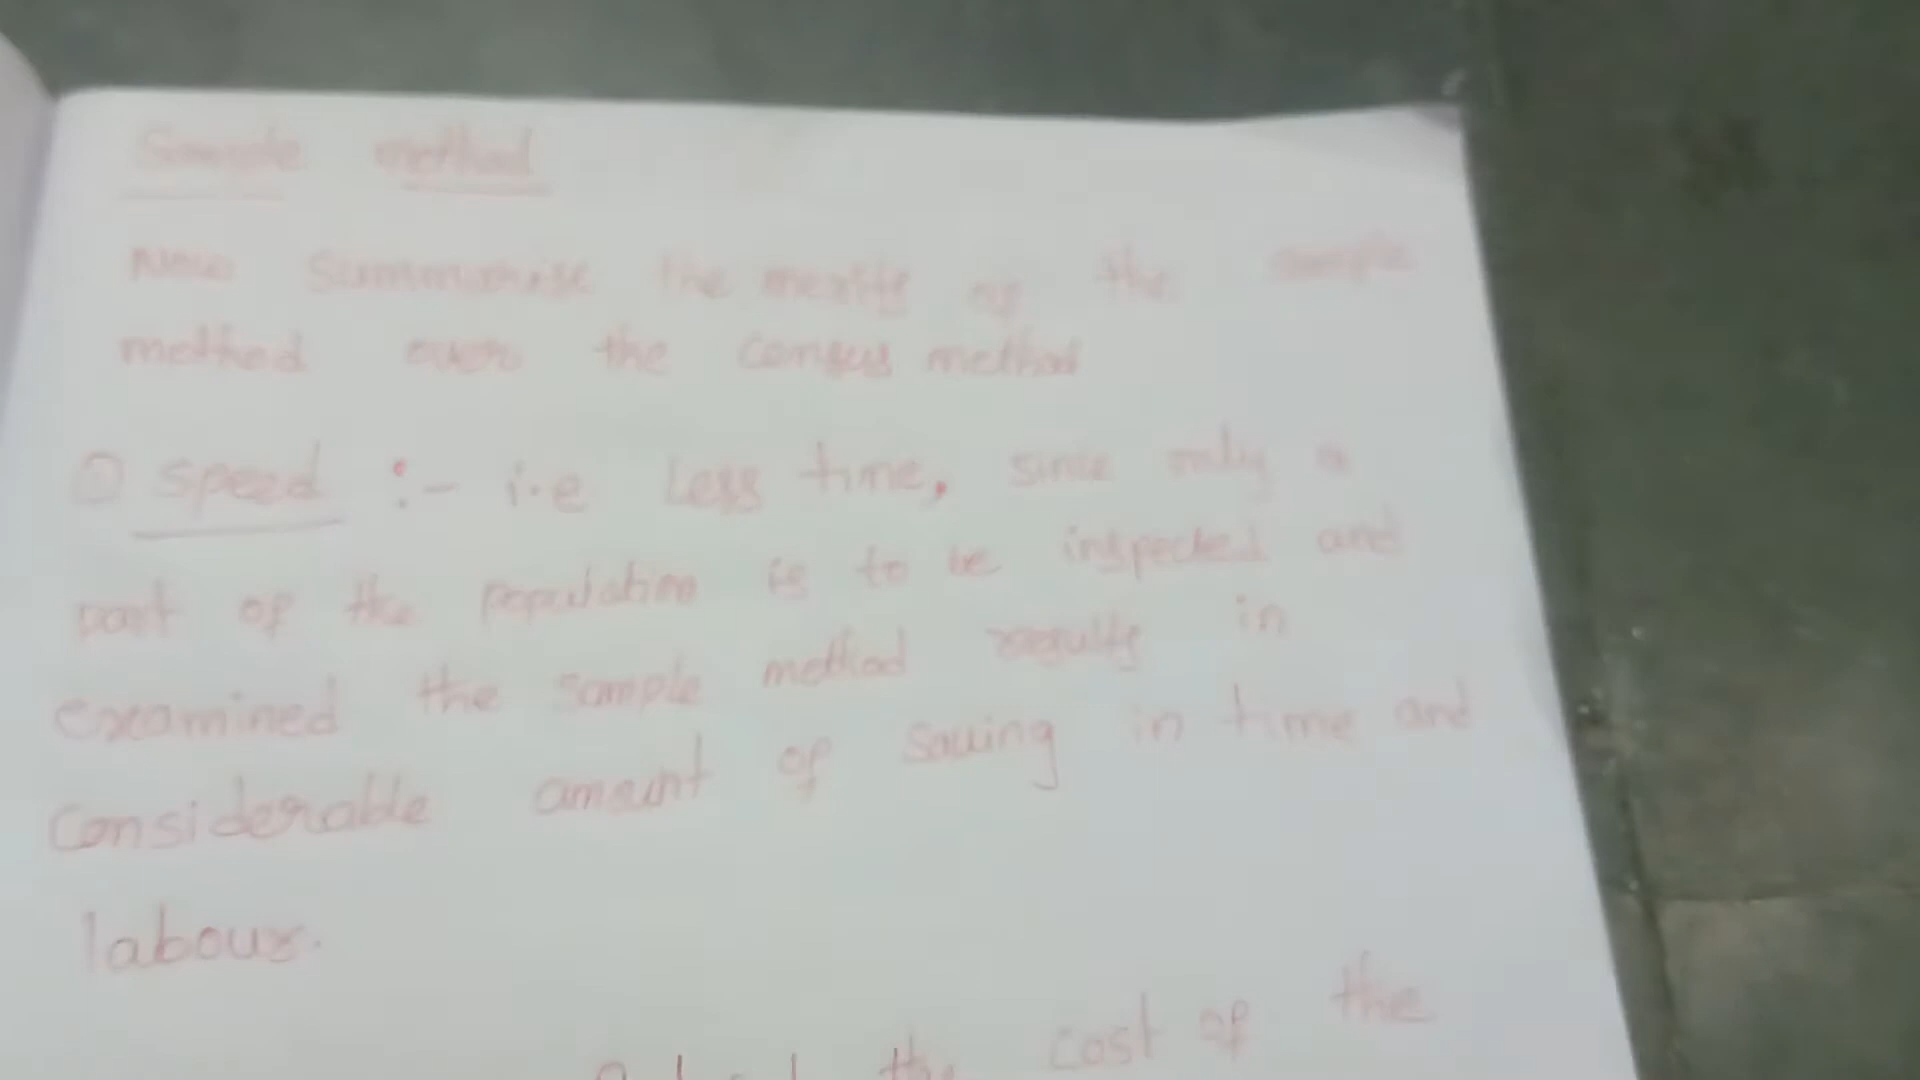 Sample method
Now Summarise the merits of the sample
method over the census method
① Speed :- i.e Less time, since only a
part of the population is to be inspected and
examined the sample method results in
Considerable amount of saving in time and
labour.
the cost of the